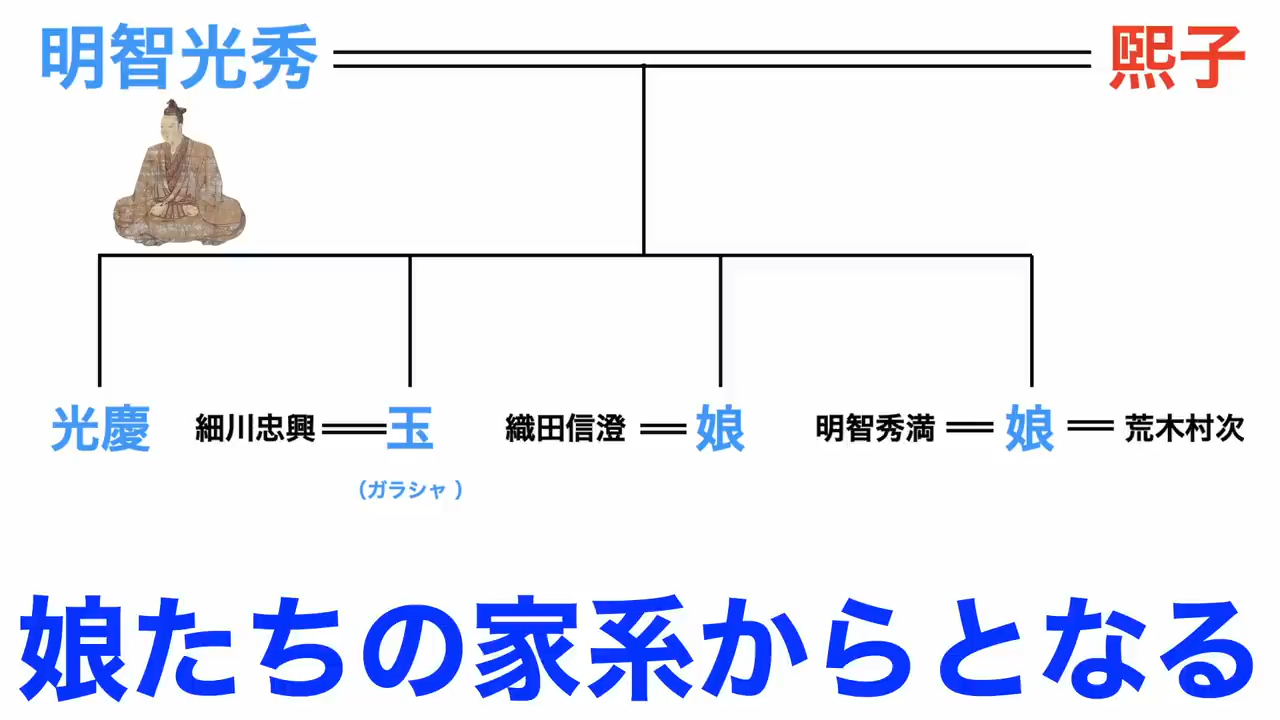 明智光秀 熙子
光慶 細川忠興 玉 織田信澄 娘 明智秀満 娘 荒木村次
（ガラシャ ）
娘たちの家系からとなる